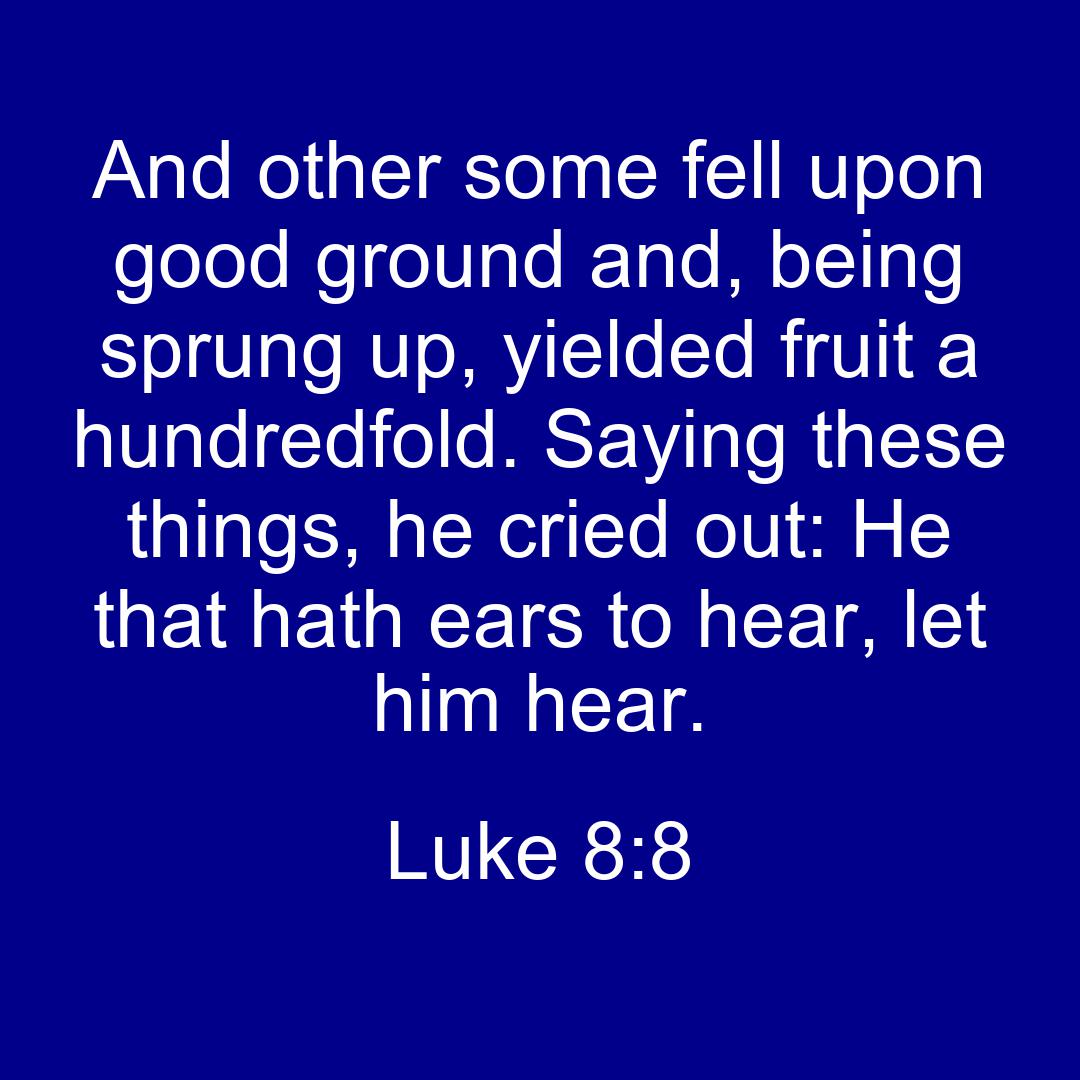 And other some fell upon
good ground and, being
sprung up, yielded fruit a
hundredfold. Saying these
things, he cried out: He
that hath ears to hear, let
him hear.
Luke 8:8